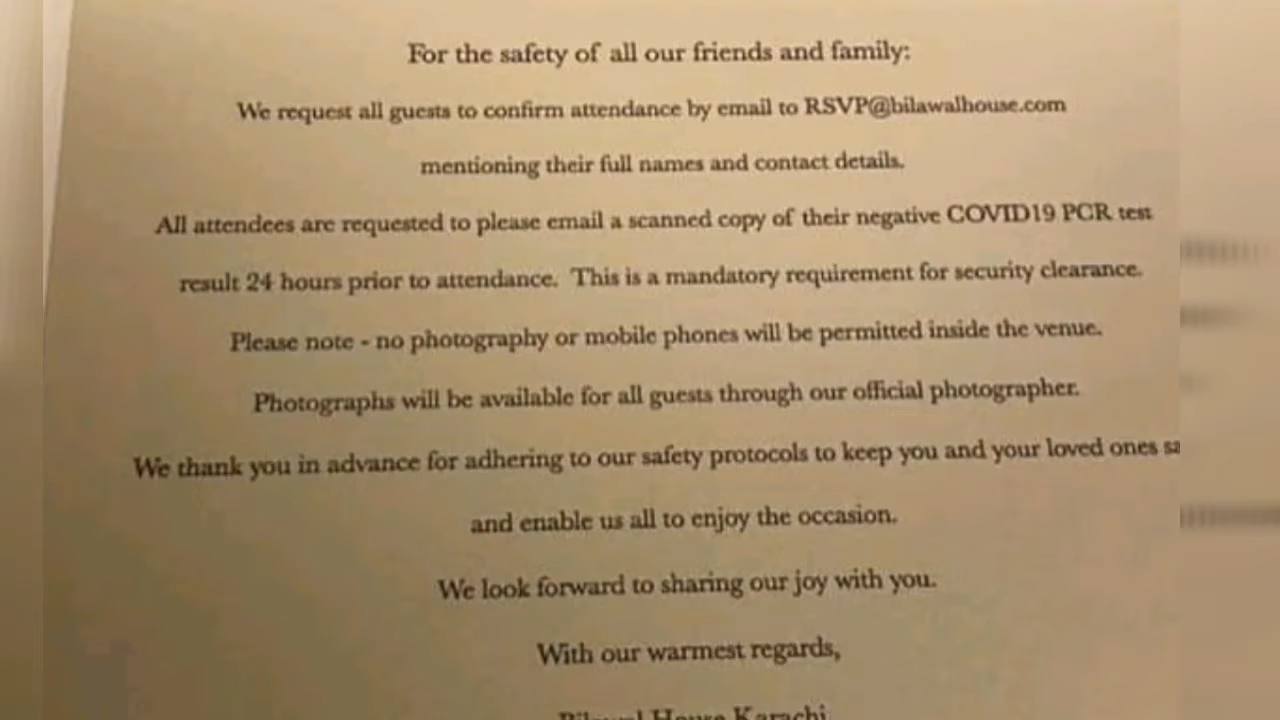 For the safety of all our friends and family:
We request all guests to confirm attendance by email to RSVP@bilawalhouse.com
mentioning their full names and contact details.
All attendees are requested to please email a scanned copy of their negative COVID19 PCR test
result 24 hours prior to attendance. This is a mandatory requirement for security clearance.
Please note - no photography or mobile phones will be permitted inside the venue.
Photographs will be available for all guests through our official photographer.
We thank you in advance for adhering to our safety protocols to keep you and your loved ones sa
and enable us all to enjoy the occasion.
We look forward to sharing our joy with you.
With our warmest regards,
Bilawal House Karachi